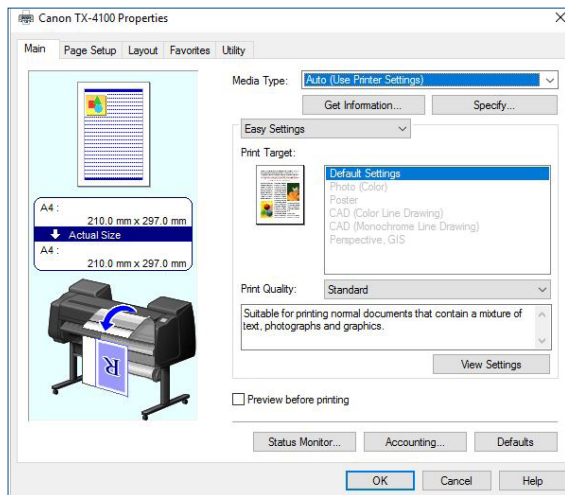 Canon TX-4100 Properties
Main Page Setup Layout Favorites Utility
Media Type: Auto (Use Printer Settings)
Get Information... Specify...
Easy Settings
Print Target:
Default Settings
Photo (Color)
Poster
CAD (Color Line Drawing)
CAD (Monochrome Line Drawing)
Perspective, GIS
A4 :
210.0 mm x 297.0 mm
Actual Size
A4 :
210.0 mm x 297.0 mm
R
Print Quality: Standard
Suitable for printing normal documents that contain a mixture of
text, photographs and graphics.
View Settings
Preview before printing
Status Monitor... Accounting... Defaults
OK Cancel Help